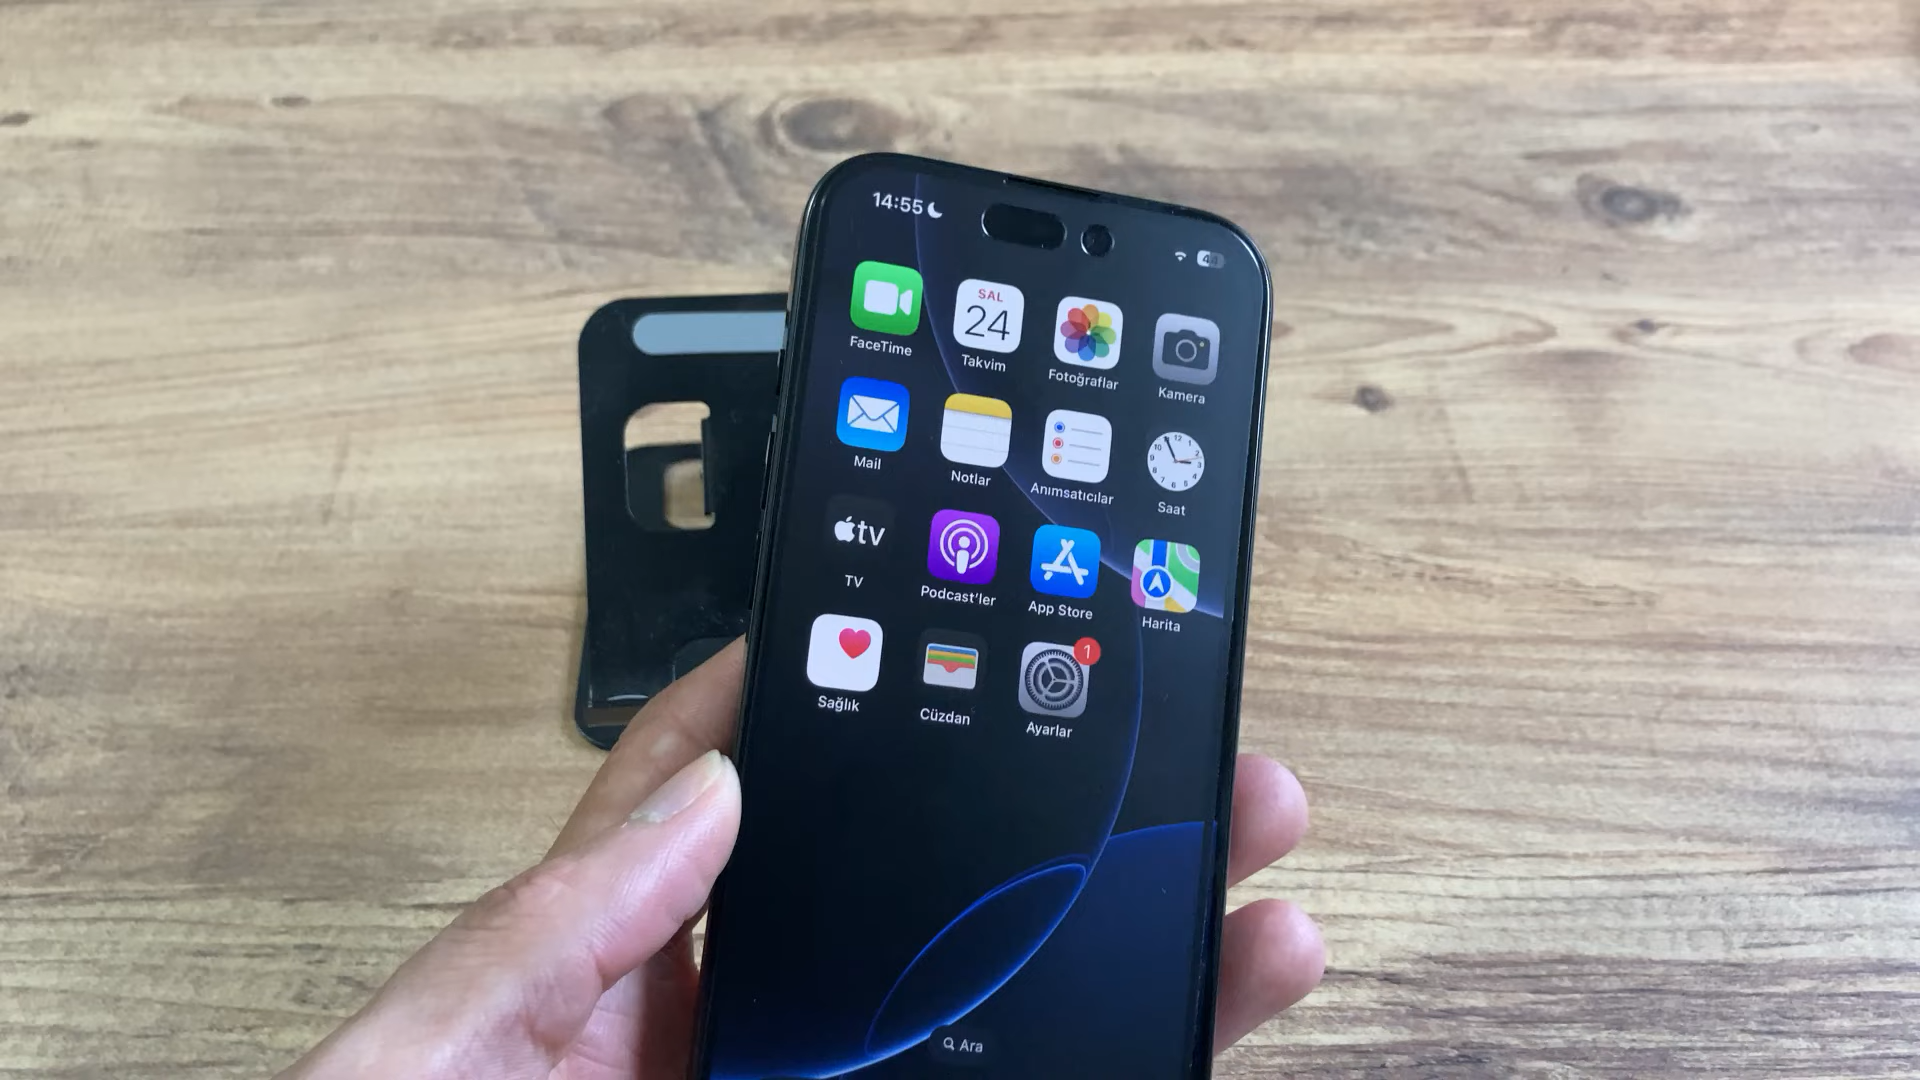 14:55
FaceTime
SAL
24
Takvim
Fotoğraflar
Kamera
Mail
Notlar
Anımsatıcılar
Saat
tv
TV
Podcast'ler
App Store
Harita
Sağlık
Cüzdan
1
Ayarlar
Ara